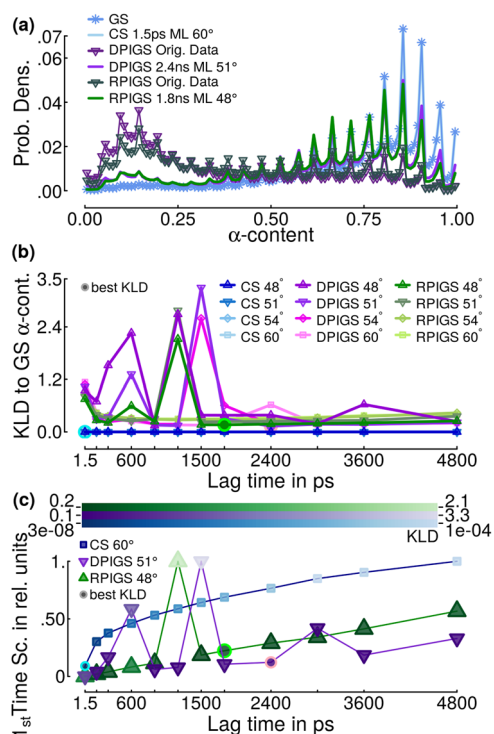 (a)
GS
CS 1.5ps ML 60°
DPIGS Orig. Data
DPIGS 2.4ns ML 51°
RPIGS Orig. Data
RPIGS 1.8ns ML 48°
Prob. Dens.
.07
.06
.04
.02
.00
0.00 0.25 0.50 0.75 1.00
α-content
(b)
best KLD
CS 48° DPIGS 48° RPIGS 48°
CS 51° DPIGS 51° RPIGS 51°
CS 54° DPIGS 54° RPIGS 54°
CS 60° DPIGS 60° RPIGS 60°
KLD to GS α-cont.
3.5
2.4
1.2
0.0
1.5 600 1500 2400 3600 4800
Lag time in ps
(c)
0.2 2.1
0.1 3.3
3e-08 1e-04
KLD
CS 60°
DPIGS 51°
RPIGS 48°
best KLD
1st Time Sc. in rel. units
1.
.50
0
1.5 600 1500 2400 3600 4800
Lag time in ps